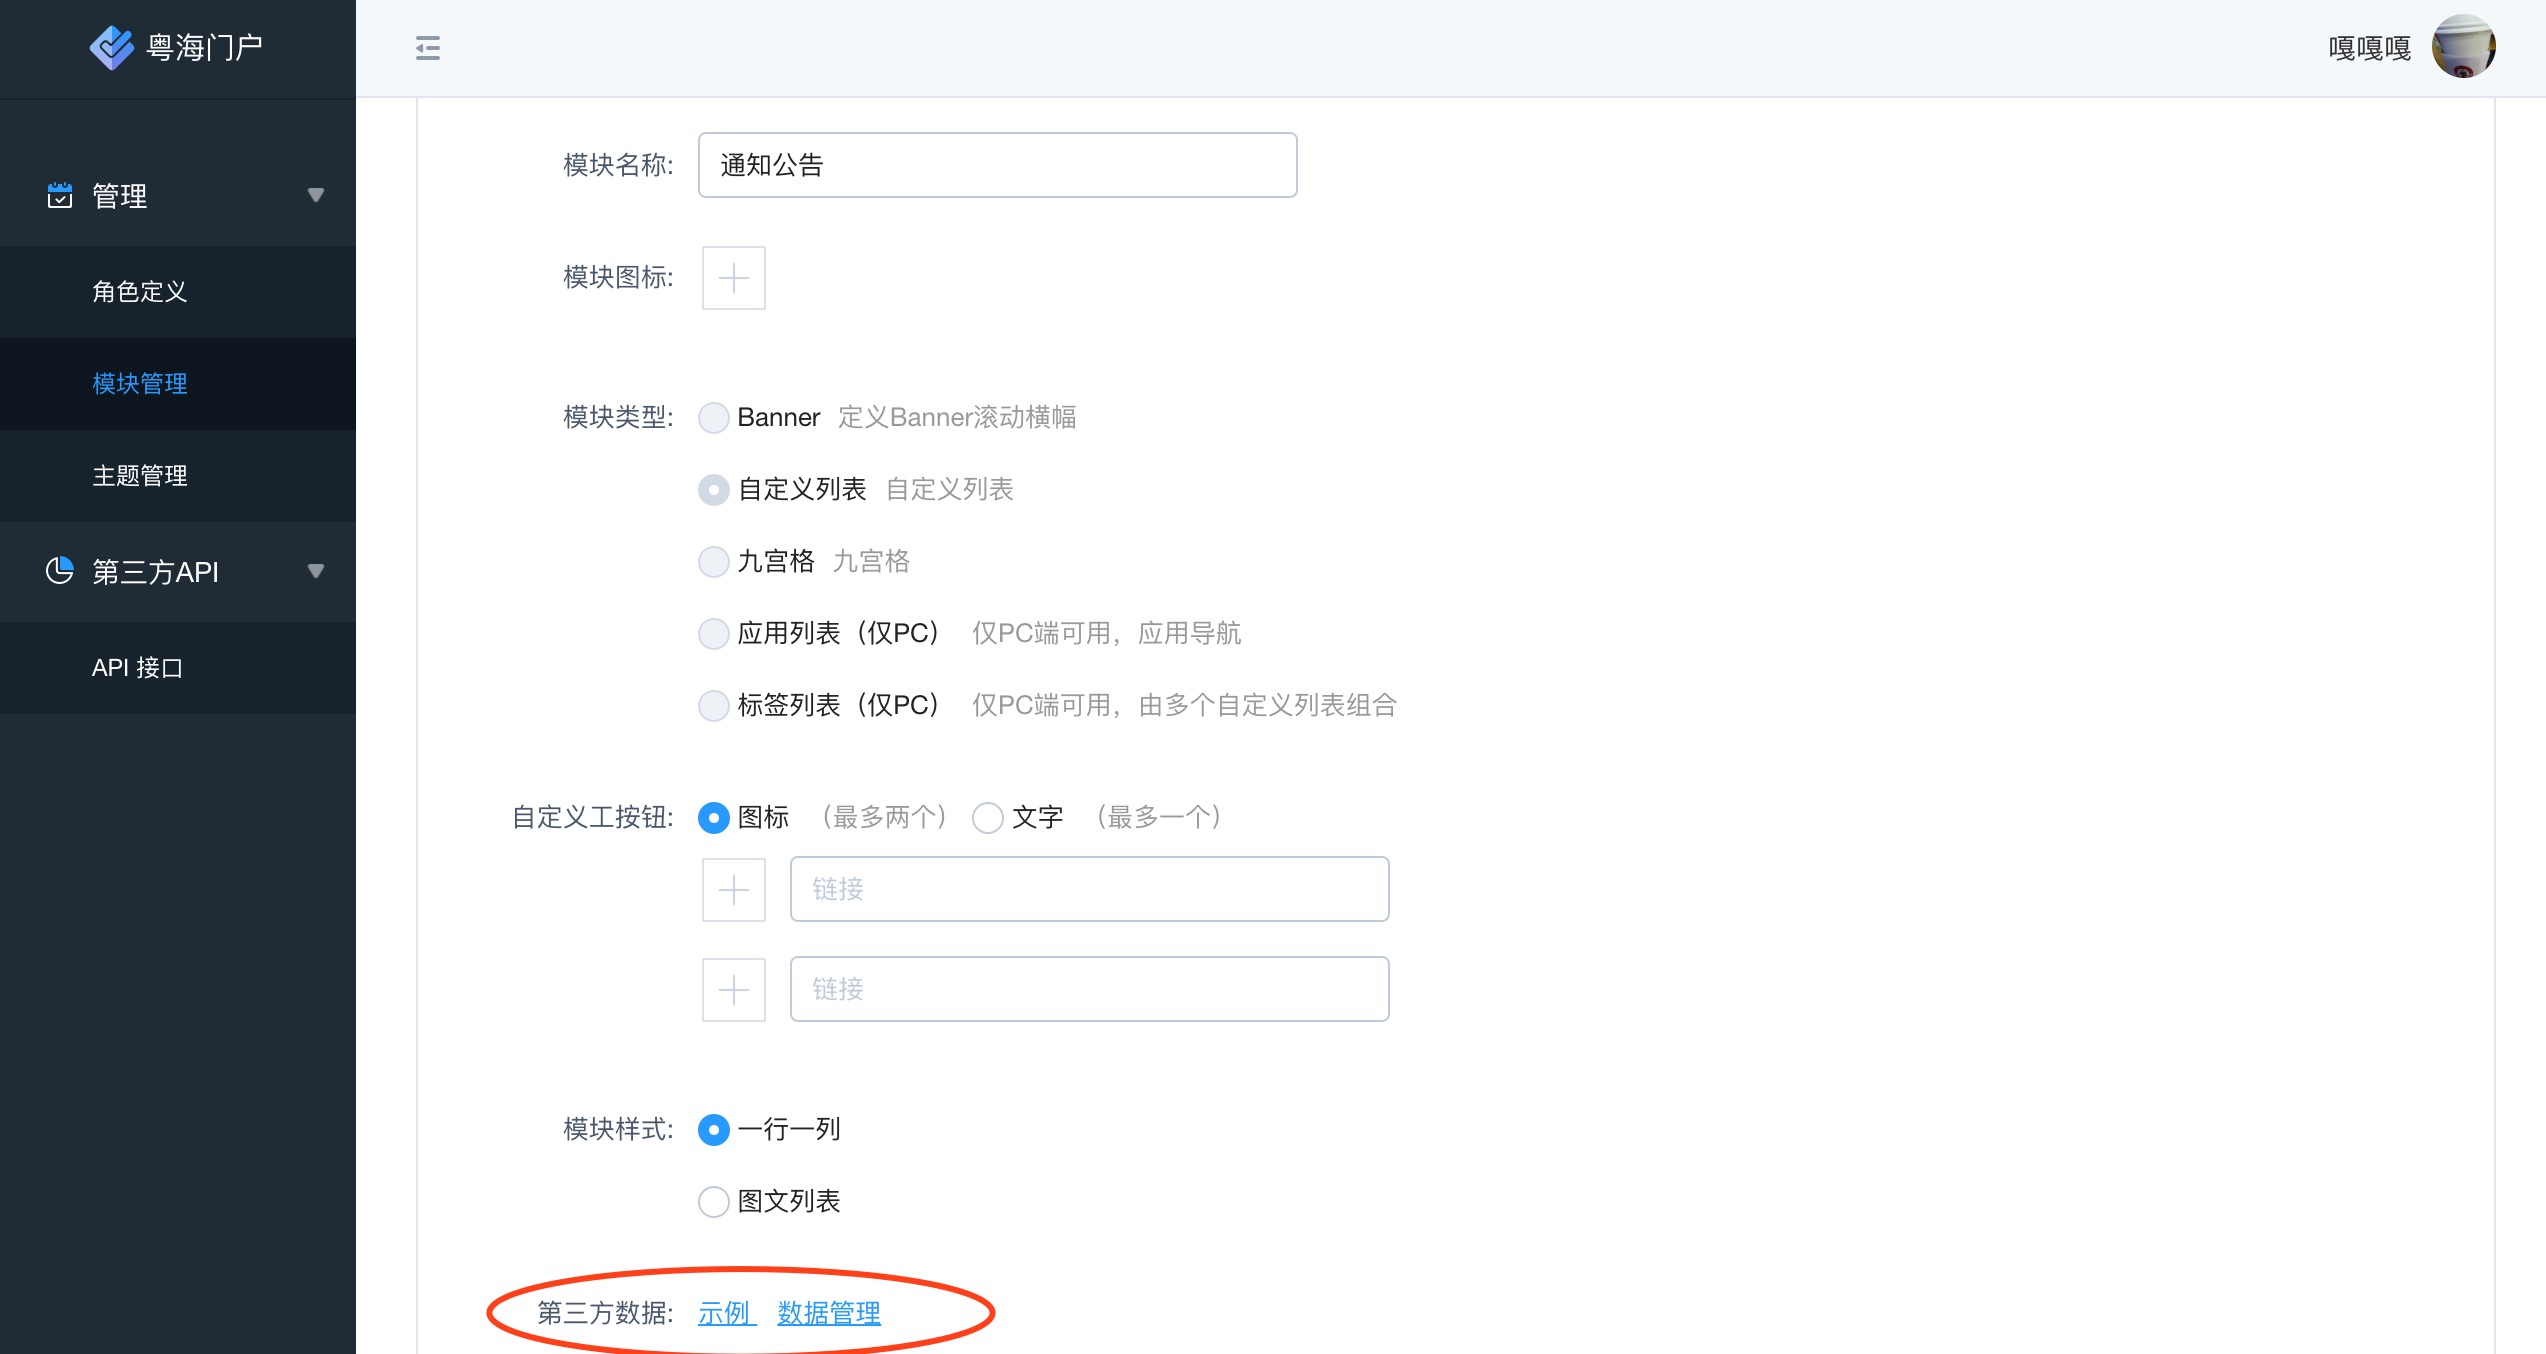 粤海门户
嘎嘎嘎
管理
角色定义
模块管理
主题管理
第三方API
API 接口
模块名称: 通知公告
模块图标:
模块类型: Banner 定义Banner滚动横幅
自定义列表 自定义列表
九宫格 九宫格
应用列表（仅PC） 仅PC端可用，应用导航
标签列表（仅PC） 仅PC端可用，由多个自定义列表组合
自定义工按钮: 图标 （最多两个） 文字 （最多一个）
链接
链接
模块样式: 一行一列
图文列表
第三方数据: 示例 数据管理